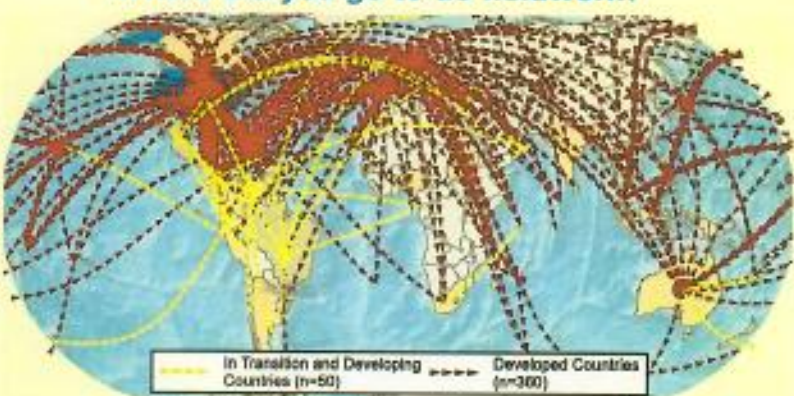 In Transition and Developing
Countries (n=50)
Developed Countries
(n=360)